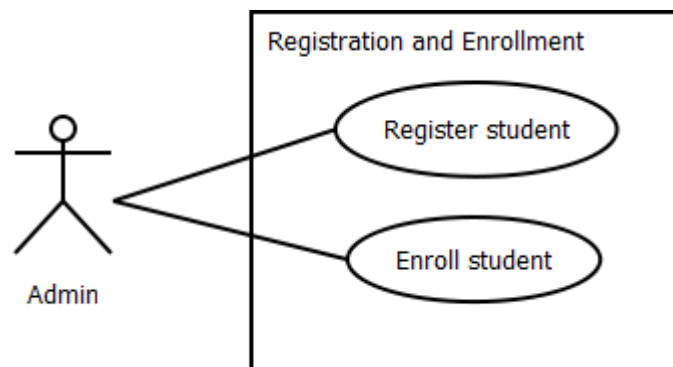 Registration and Enrollment
Register student
Enroll student
Admin